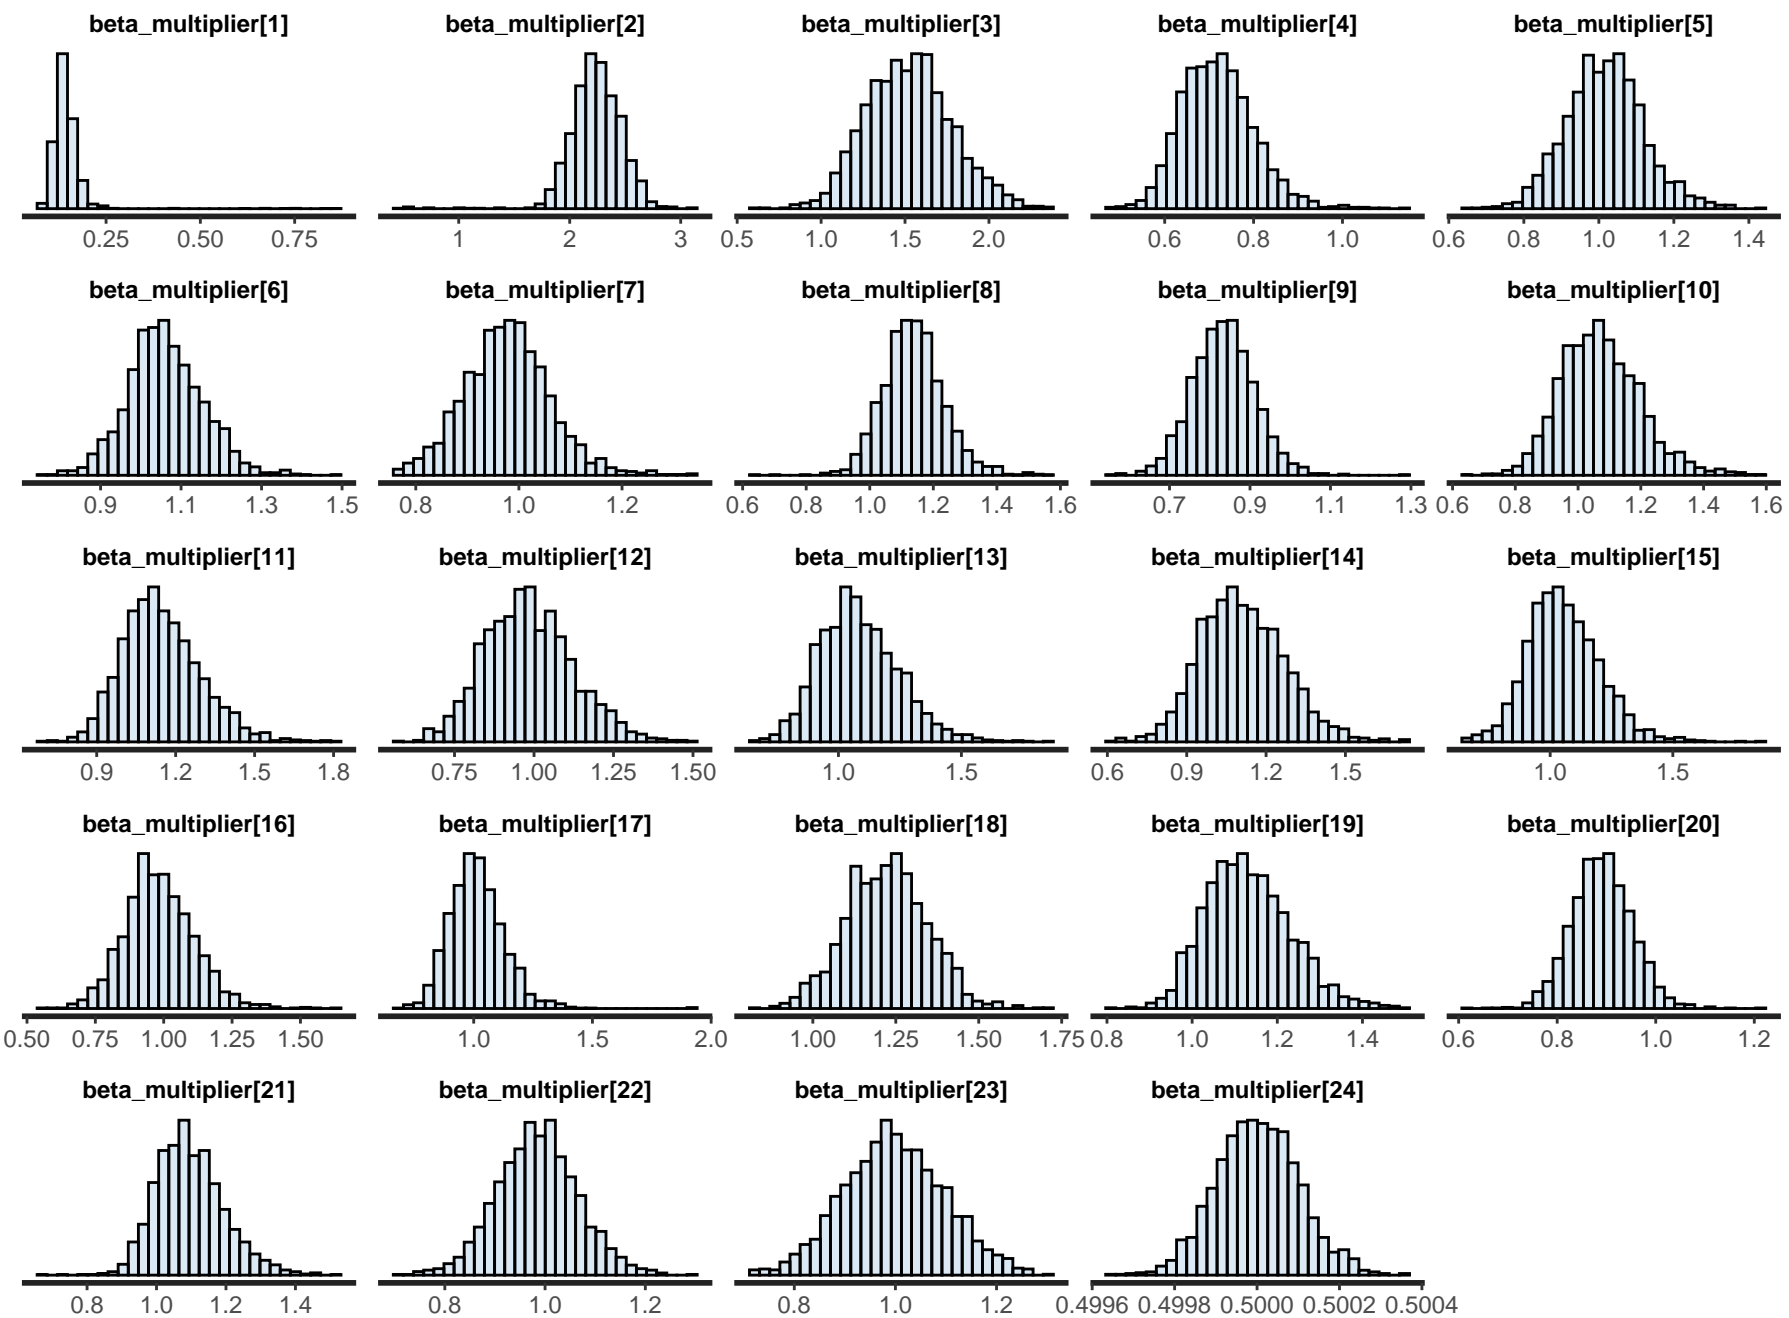 beta_multiplier[1] beta_multiplier[2] beta_multiplier[3] beta_multiplier[4] beta_multiplier[5]
0.25 0.50 0.75 1 2 3 0.5 1.0 1.5 2.0 0.6 0.8 1.0 0.6 0.8 1.0 1.2 1.4
beta_multiplier[6] beta_multiplier[7] beta_multiplier[8] beta_multiplier[9] beta_multiplier[10]
0.9 1.1 1.3 1.5 0.8 1.0 1.2 0.6 0.8 1.0 1.2 1.4 1.6 0.7 0.9 1.1 1.3 0.6 0.8 1.0 1.2 1.4 1.6
beta_multiplier[11] beta_multiplier[12] beta_multiplier[13] beta_multiplier[14] beta_multiplier[15]
0.9 1.2 1.5 1.8 0.75 1.00 1.25 1.50 1.0 1.5 0.6 0.9 1.2 1.5 1.0 1.5
beta_multiplier[16] beta_multiplier[17] beta_multiplier[18] beta_multiplier[19] beta_multiplier[20]
0.50 0.75 1.00 1.25 1.50 1.0 1.5 2.0 1.00 1.25 1.50 1.75 0.8 1.0 1.2 1.4 0.6 0.8 1.0 1.2
beta_multiplier[21] beta_multiplier[22] beta_multiplier[23] beta_multiplier[24]
0.8 1.0 1.2 1.4 0.8 1.0 1.2 0.8 1.0 1.2 0.4996 0.4998 0.5000 0.5002 0.5004